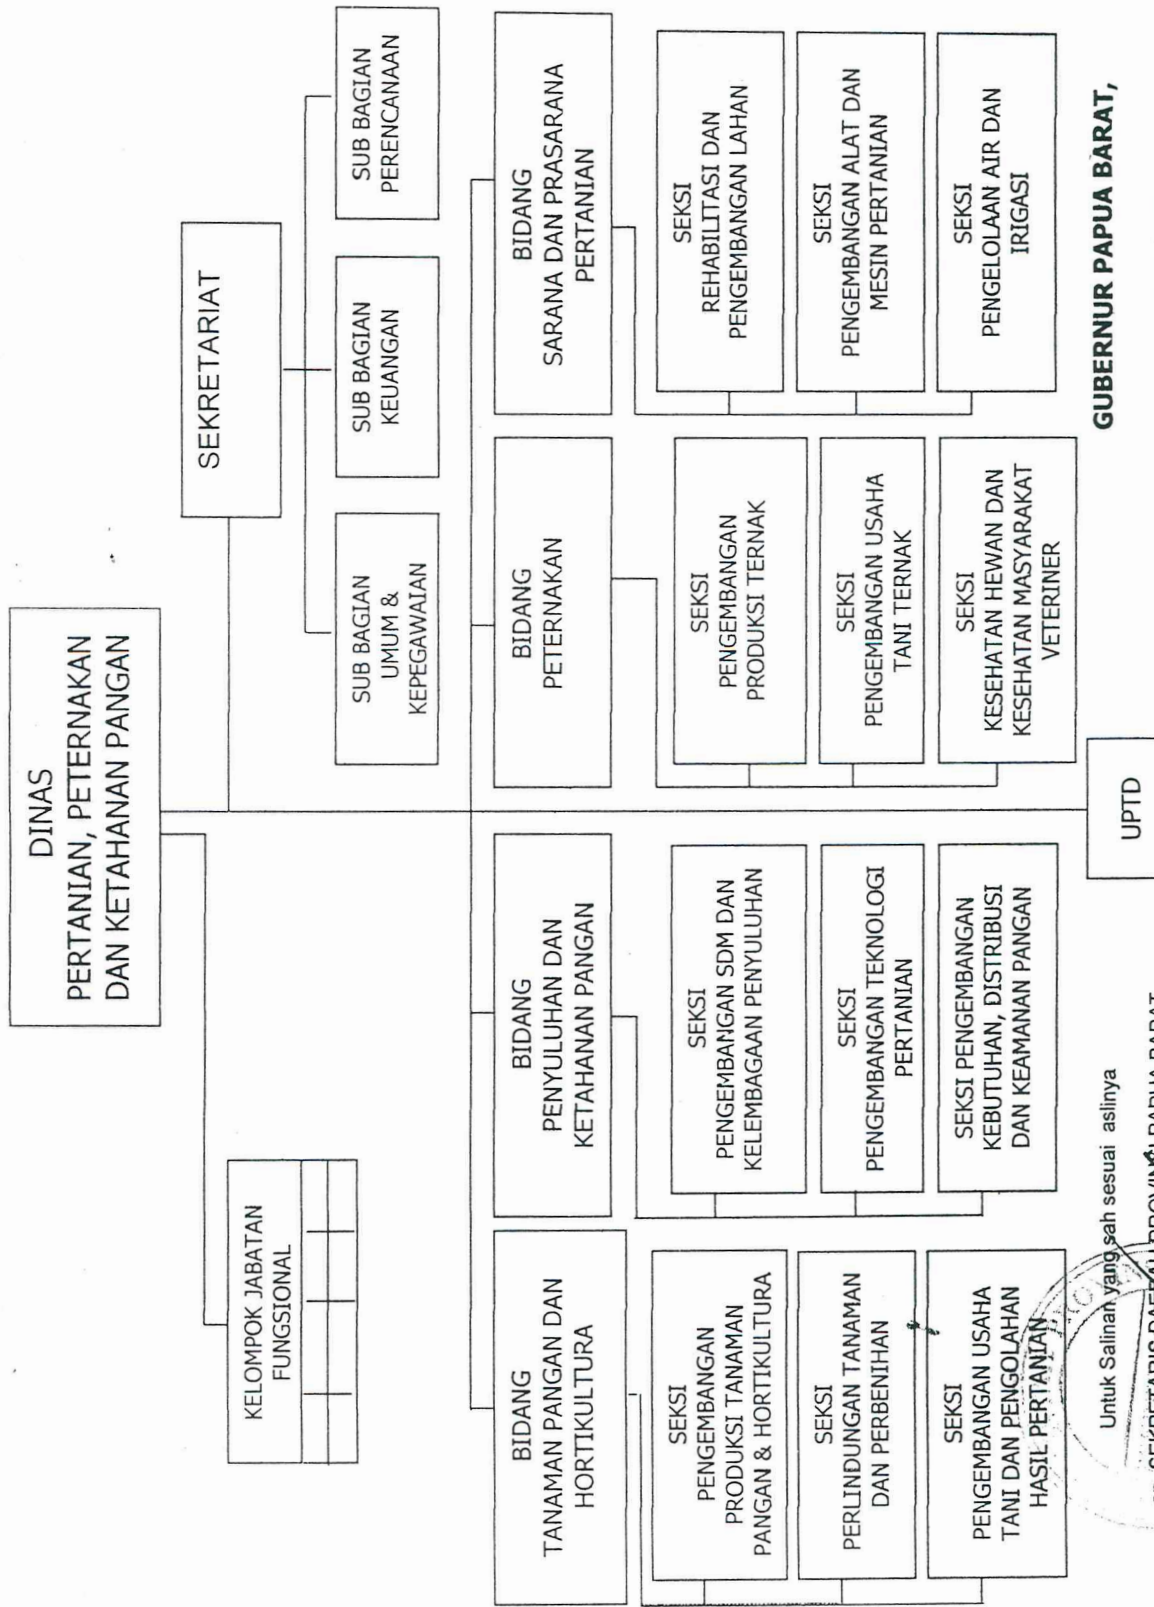 DINAS
PERTANIAN, PETERNAKAN
DAN KETAHANAN PANGAN
KELOMPOK JABATAN
FUNGSIONAL
SEKRETARIAT
SUB BAGIAN
UMUM &
KEPEGAWAIAN
SUB BAGIAN
KEUANGAN
SUB BAGIAN
PERENCANAAN
BIDANG
TANAMAN PANGAN DAN
HORTIKULTURA
SEKSI
PENGEMBANGAN
PRODUKSI TANAMAN
PANGAN & HORTIKULTURA
SEKSI
PERLINDUNGAN TANAMAN
DAN PERBENIHAN
SEKSI
PENGEMBANGAN USAHA
TANI DAN PENGOLAHAN
HASIL PERTANIAN
BIDANG
PENYULUHAN DAN
KETAHANAN PANGAN
SEKSI
PENGEMBANGAN SDM DAN
KELEMBAGAAN PENYULUHAN
SEKSI
PENGEMBANGAN TEKNOLOGI
PERTANIAN
SEKSI PENGEMBANGAN
KEBUTUHAN, DISTRIBUSI
DAN KEAMANAN PANGAN
BIDANG
PETERNAKAN
SEKSI
PENGEMBANGAN
PRODUKSI TERNAK
SEKSI
PENGEMBANGAN USAHA
TANI TERNAK
SEKSI
KESEHATAN HEWAN DAN
KESEHATAN MASYARAKAT
VETERINER
BIDANG
SARANA DAN PRASARANA
PERTANIAN
SEKSI
REHABILITASI DAN
PENGEMBANGAN LAHAN
SEKSI
PENGEMBANGAN ALAT DAN
MESIN PERTANIAN
SEKSI
PENGELOLAAN AIR DAN
IRIGASI
UPTD
GUBERNUR PAPUA BARAT,
Untuk Salinan yang sah sesuai aslinya
SEKRETARIS DAERAH PROVINSI PAPUA BARAT